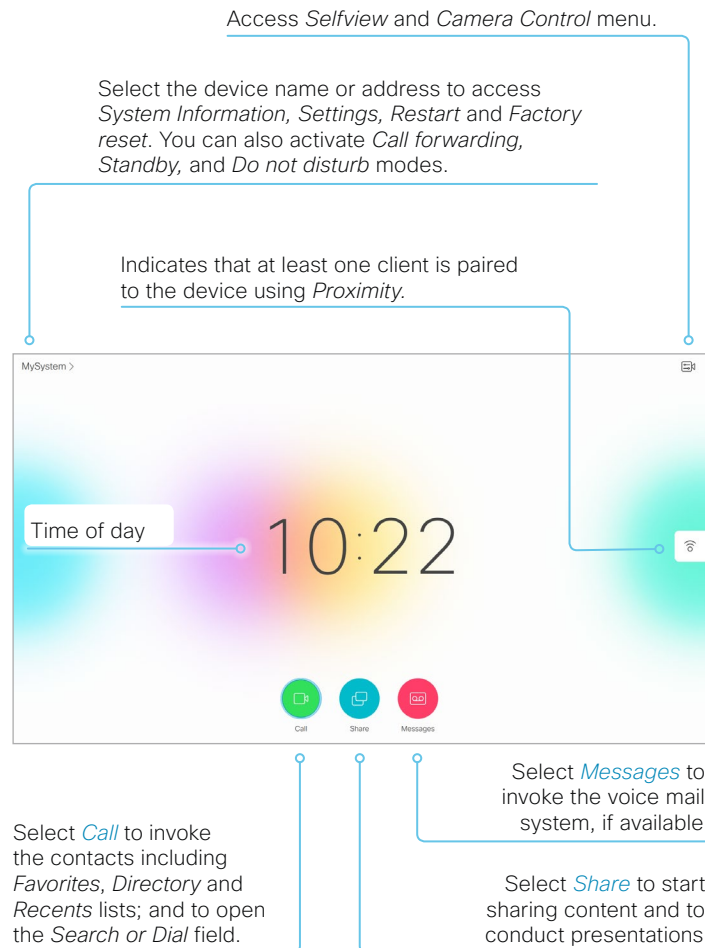 Access Selfview and Camera Control menu.
Select the device name or address to access
System Information, Settings, Restart and Factory
reset. You can also activate Call forwarding,
Standby, and Do not disturb modes.
Indicates that at least one client is paired
to the device using Proximity.
MySystem >
Time of day
10:22
Call
Share
Messages
Select Messages to
invoke the voice mail
system, if available
Select Call to invoke
the contacts including
Favorites, Directory and
Recents lists; and to open
the Search or Dial field.
Select Share to start
sharing content and to
conduct presentations